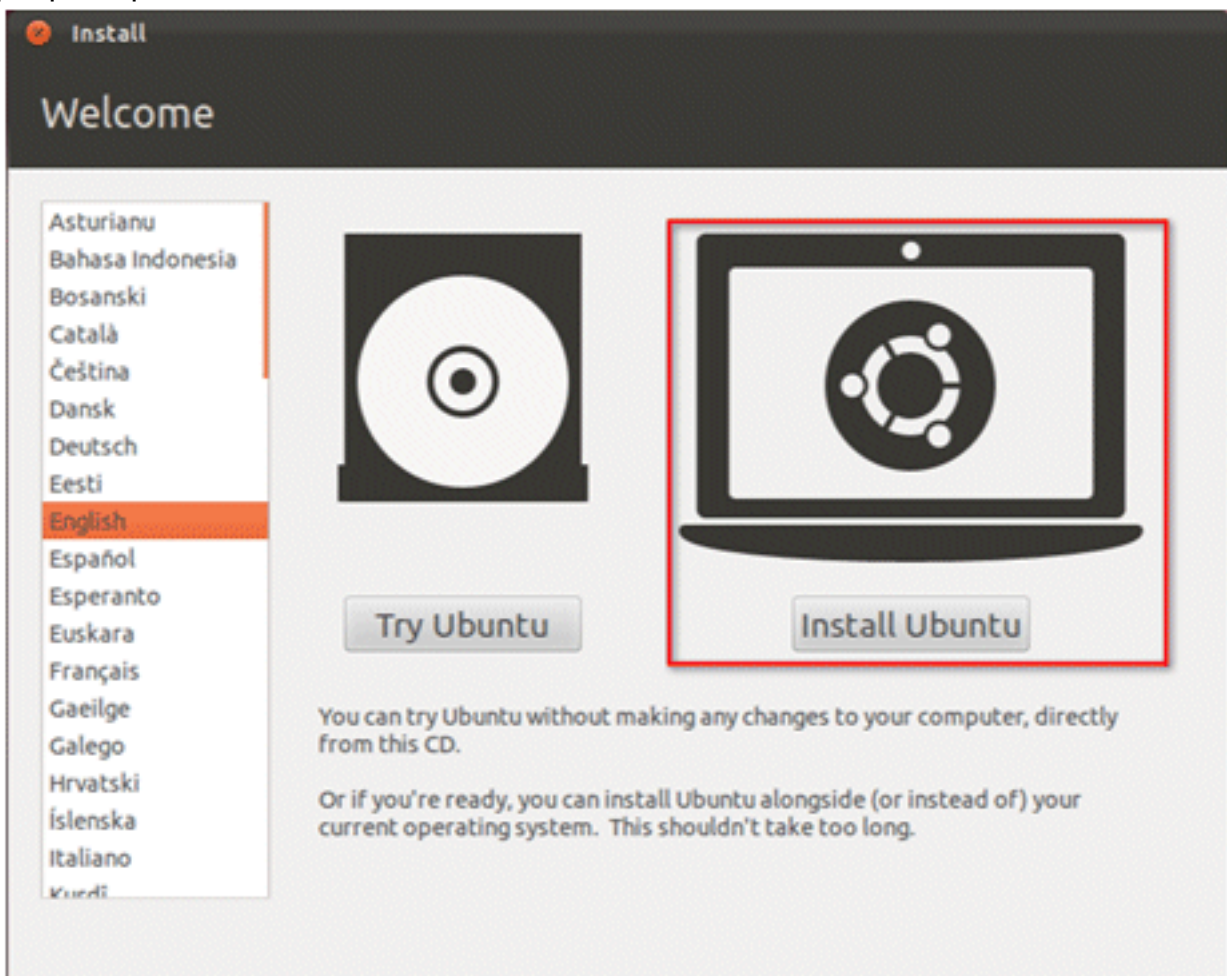 Install
Welcome
Asturianu
Bahasa Indonesia
Bosanski
Català
Čeština
Dansk
Deutsch
Eesti
English
Español
Esperanto
Euskara
Français
Gaeilge
Galego
Hrvatski
Íslenska
Italiano
Kurdî
Try Ubuntu
Install Ubuntu
You can try Ubuntu without making any changes to your computer, directly
from this CD.
Or if you're ready, you can install Ubuntu alongside (or instead of) your
current operating system. This shouldn't take too long.